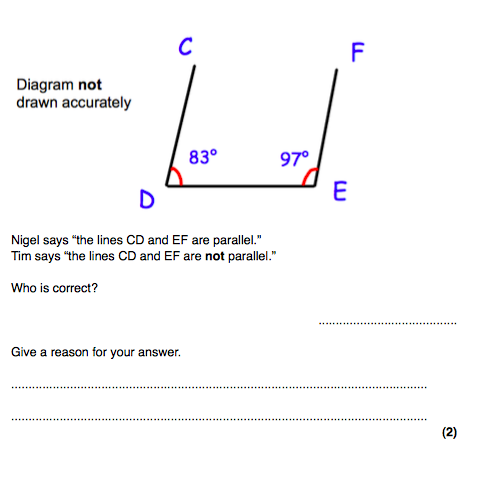 C
F
Diagram not
drawn accurately
83°
97°
D
E
Nigel says “the lines CD and EF are parallel.”
Tim says “the lines CD and EF are not parallel.”
Who is correct?
Give a reason for your answer.
(2)